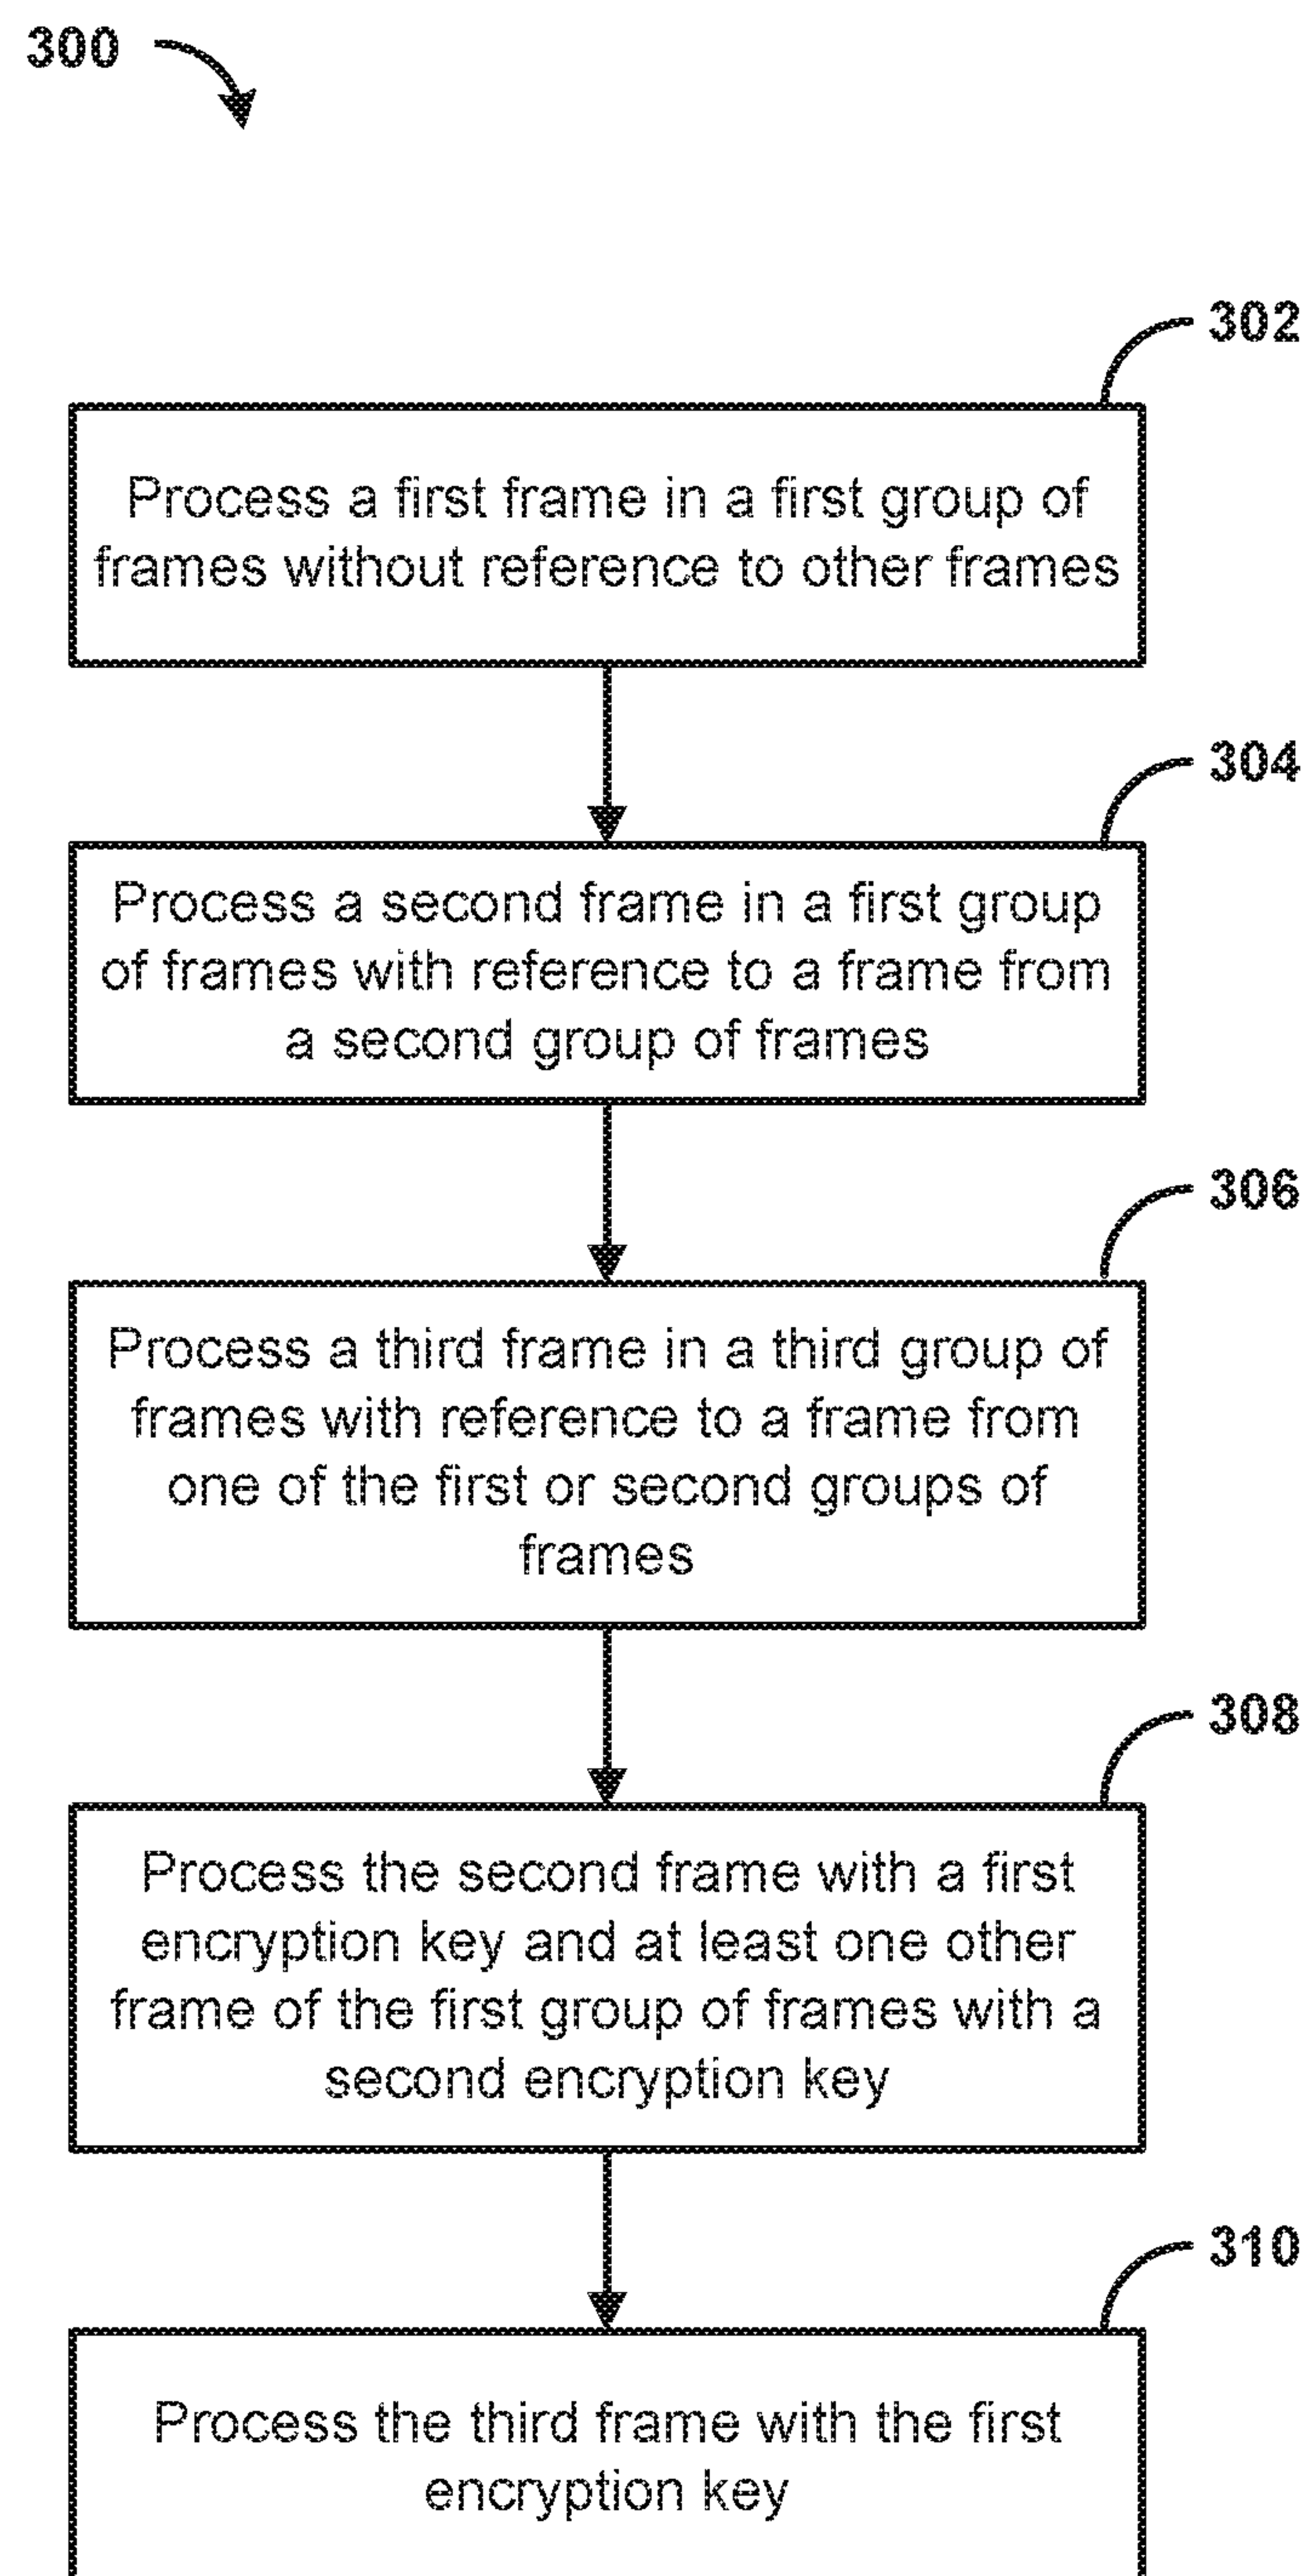 300
302
Process a first frame in a first group of
frames without reference to other frames
304
Process a second frame in a first group
of frames with reference to a frame from
a second group of frames
306
Process a third frame in a third group of
frames with reference to a frame from
one of the first or second groups of
frames
308
Process the second frame with a first
encryption key and at least one other
frame of the first group of frames with a
second encryption key
310
Process the third frame with the first
encryption key